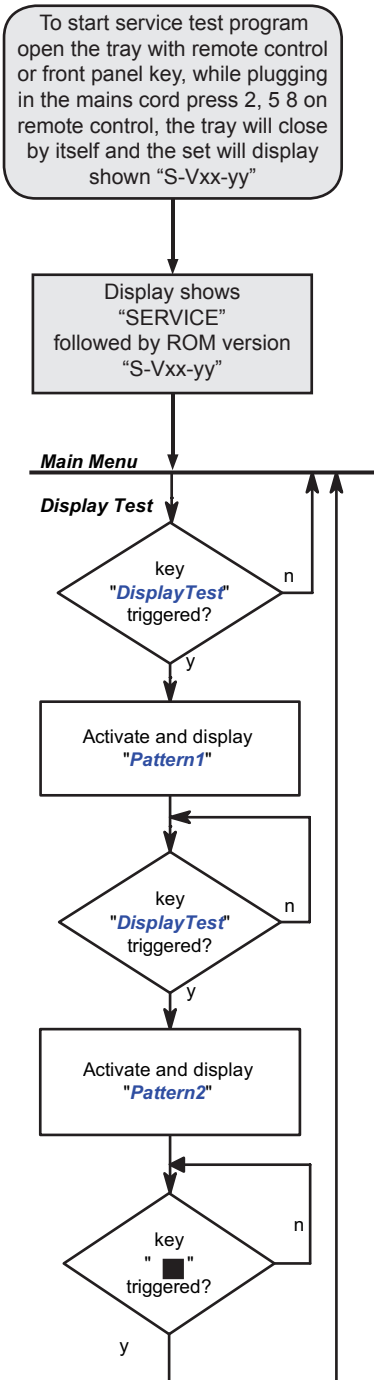 To start service test program
open the tray with remote control
or front panel key, while plugging
in the mains cord press 2, 5 8 on
remote control, the tray will close
by itself and the set will display
shown “S-Vxx-yy”
Display shows
“SERVICE”
followed by ROM version
“S-Vxx-yy”
Main Menu
Display Test
key
"DisplayTest"
triggered?
n
y
Activate and display
"Pattern1"
key
"DisplayTest"
triggered?
n
y
Activate and display
"Pattern2"
key
" ■ "
triggered?
n
y